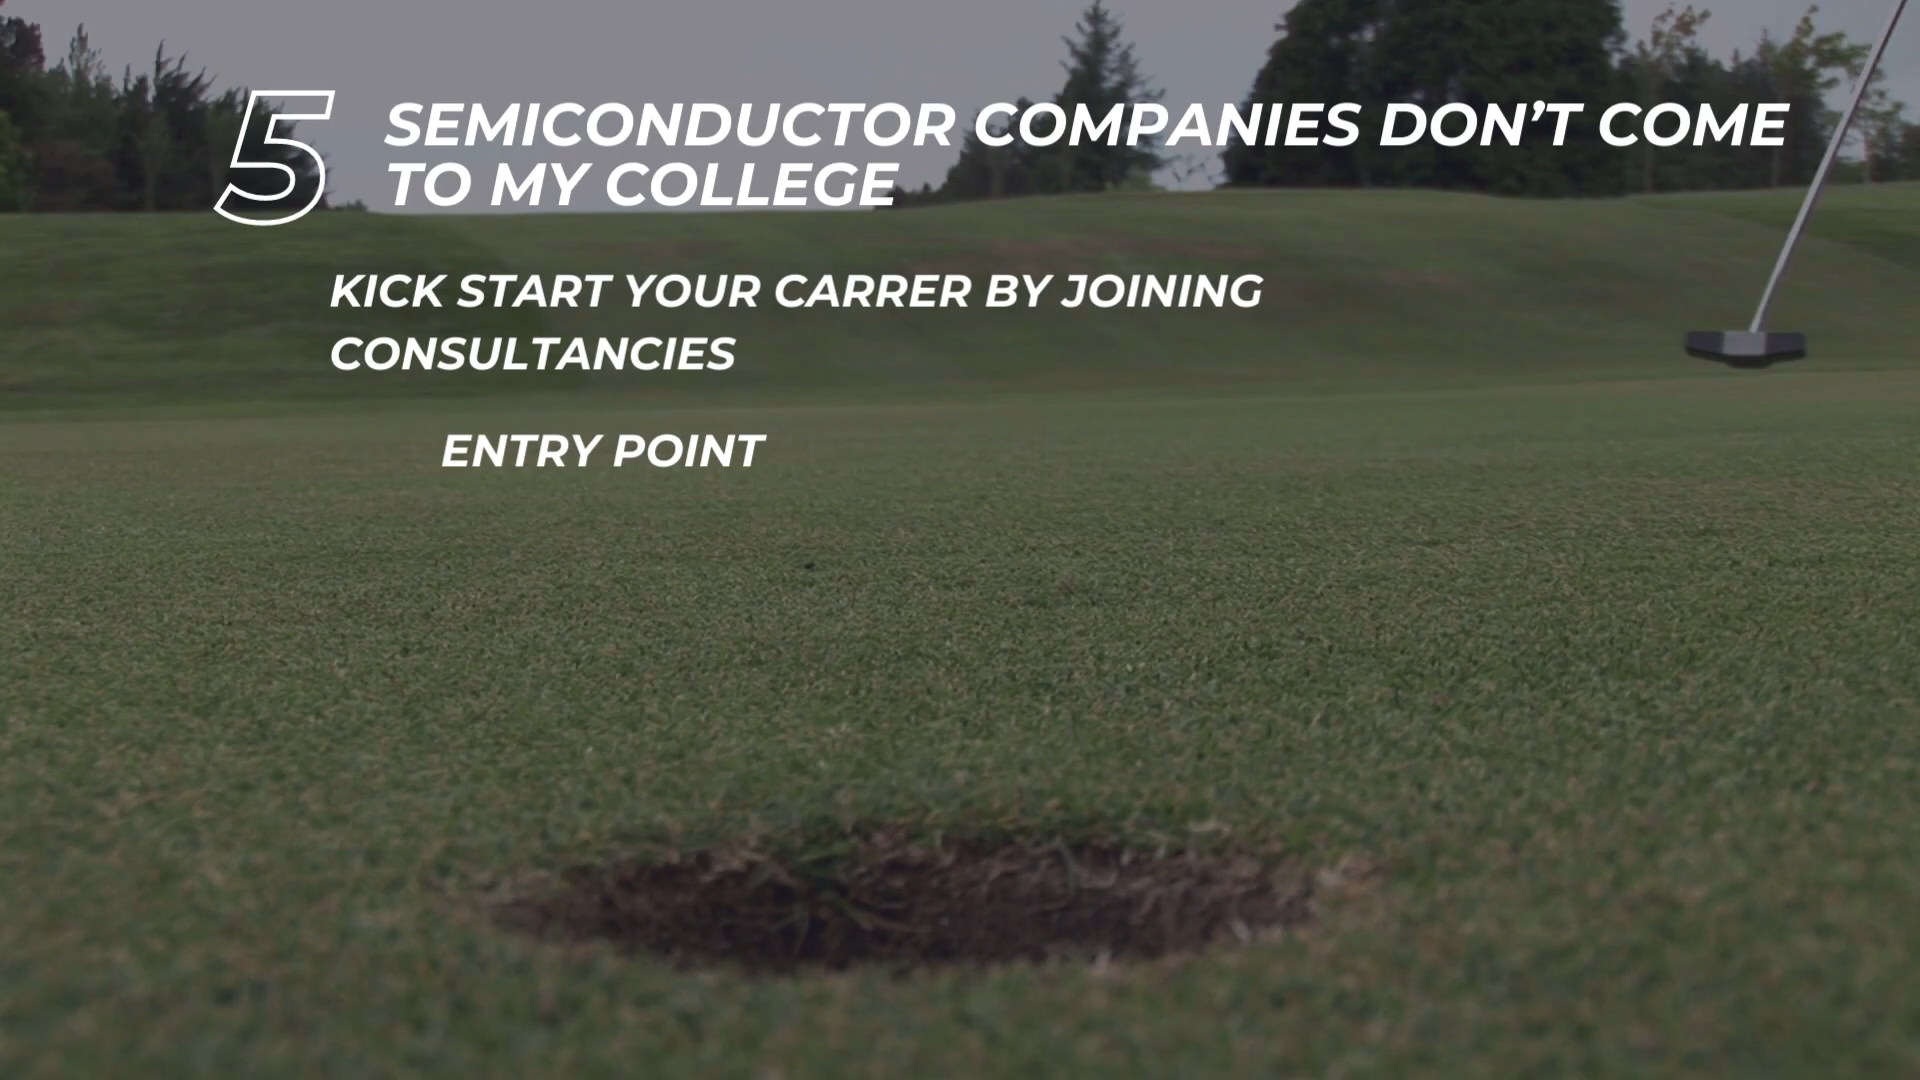 5 SEMICONDUCTOR COMPANIES DON'T COME
TO MY COLLEGE
KICK START YOUR CARRER BY JOINING
CONSULTANCIES
ENTRY POINT